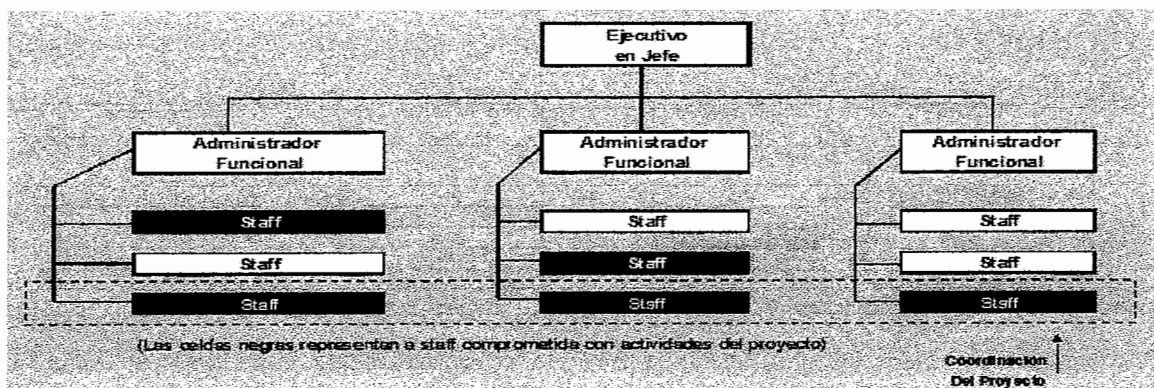 Ejecutivo
en Jefe
Administrador
Funcional
Administrador
Funcional
Administrador
Funcional
Staff
Staff
Staff
Staff
Staff
Staff
Staff
Staff
Staff
(Las celdas negras representan a staff comprometida con actividades del proyecto)
Coordinación
Del Proyecto